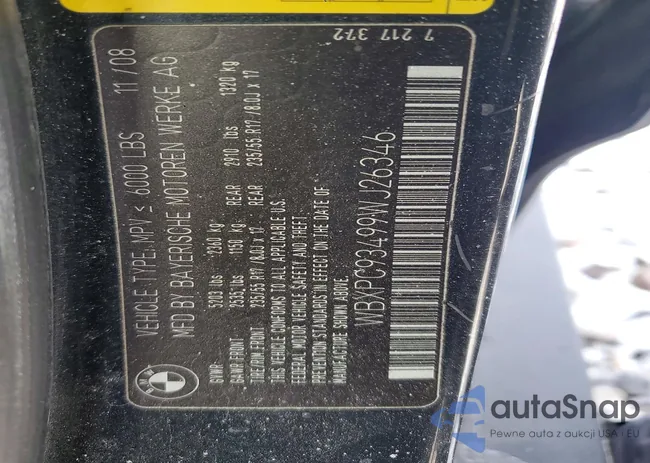 VEHICLE TYPE.MPV ≤ 6000 LBS 11/08
MFD BY BAYERISCHE MOTOREN WERKE AG
GVWR: 5203 lbs 2360 kg
GAWR FRONT 2535 lbs 1150 kg REAR 2910 lbs 1320 kg
TIRE/RIM FRONT 235/55 R17 /8.0J x 17 REAR 235/55 R17/8.0J x 17
THIS VEHICLE CONFORMS TO ALL APPLICABLE U.S.
FEDERAL MOTOR VEHICLE SAFETY AND THEFT
PREVENTION STANDARDS IN EFFECT ON THE DATE OF
MANUFACTURE SHOWN ABOVE
WBXPC93499WJ26346
7 217 372
autaSnap
Pewne auta z aukcji USA i EU